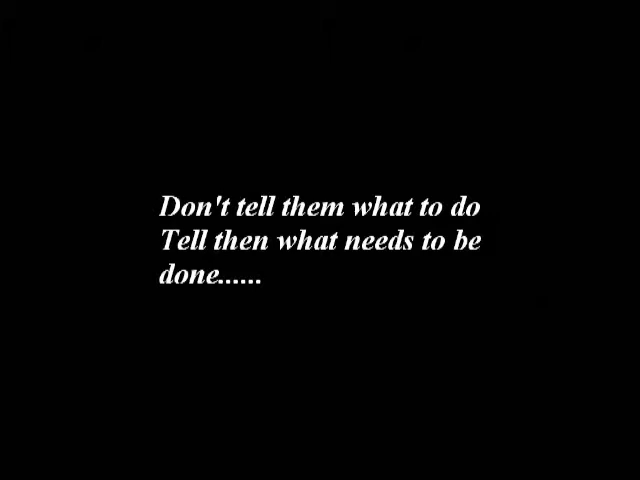 Don't tell them what to do
Tell then what needs to be
done......